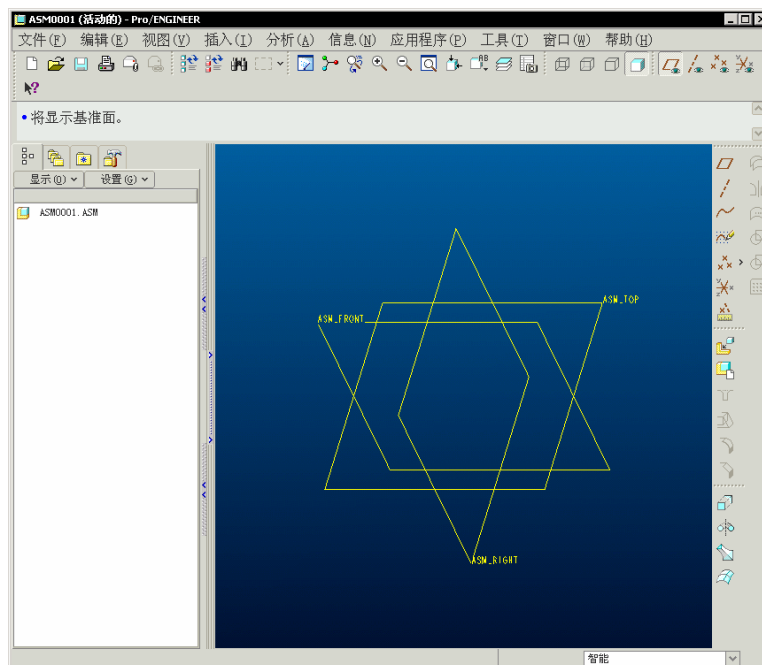 ASM0001 (活动的) - Pro/ENGINEER
文件(F) 编辑(E) 视图(V) 插入(I) 分析(A) 信息(N) 应用程序(P) 工具(T) 窗口(W) 帮助(H)
•将显示基准面。
显示(O) 设置(G)
ASM0001.ASM
ASM_TOP
ASM_FRONT
ASM_RIGHT
智能